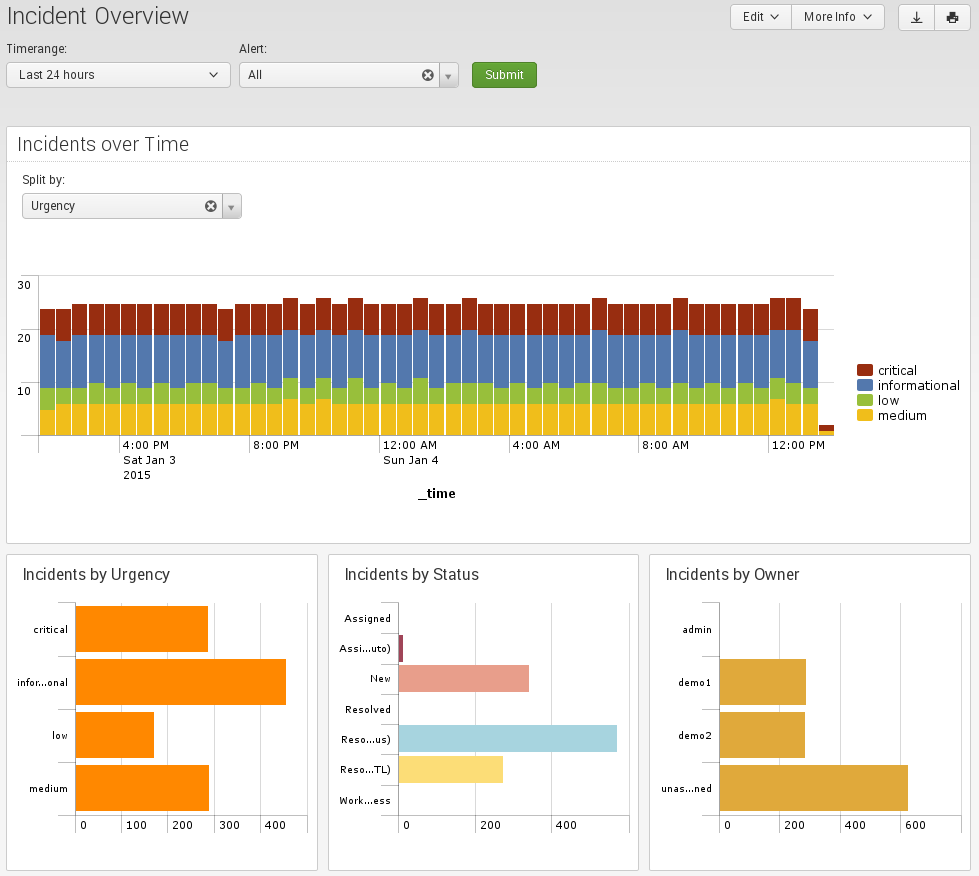 Incident Overview
Edit More Info
Timerange: Alert:
Last 24 hours All Submit
Incidents over Time
Split by:
Urgency
30
20
10
critical
informational
low
medium
4:00 PM 8:00 PM 12:00 AM 4:00 AM 8:00 AM 12:00 PM
Sat Jan 3 Sun Jan 4
2015
_time
Incidents by Urgency
critical
infor...onal
low
medium
0 100 200 300 400
Incidents by Status
Assigned
Assi...uto)
New
Resolved
Reso...us)
Reso...TL)
Work...ess
0 200 400
Incidents by Owner
admin
demo1
demo2
unas...ned
0 200 400 600